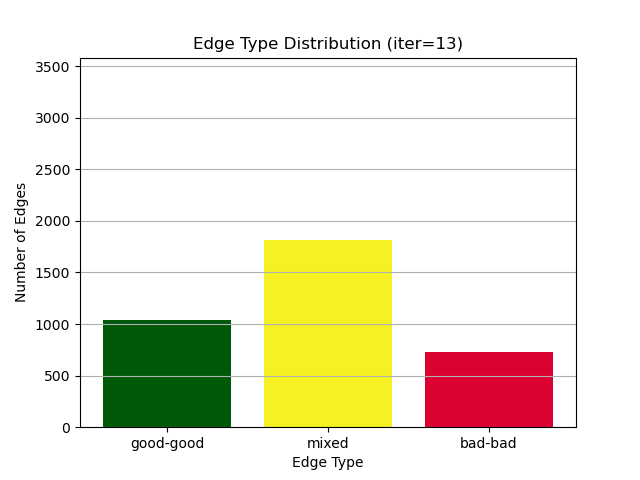 Edge Type Distribution (iter=13)
3500
3000
2500
2000
1500
1000
500
0
Number of Edges
good-good mixed bad-bad
Edge Type